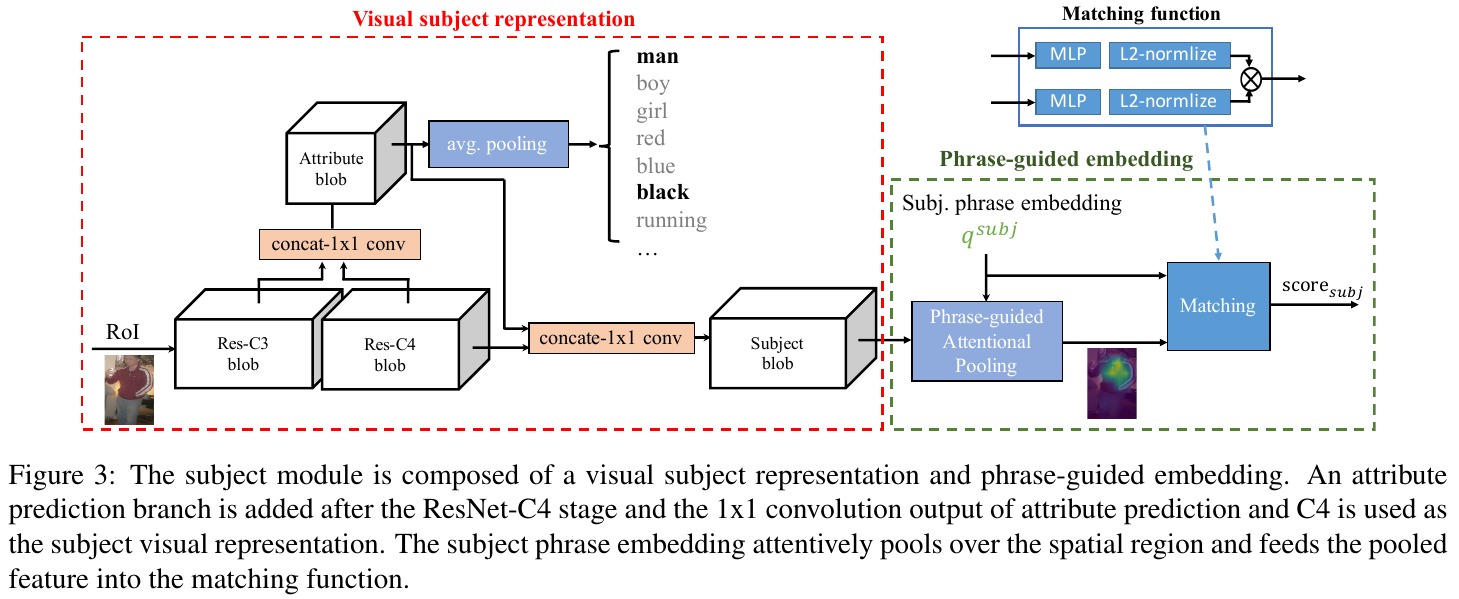 Visual subject representation
Matching function
MLP L2-normlize
MLP L2-normlize
man
boy
girl
red
blue
black
running
...
Attribute
blob
avg. pooling
concat-1x1 conv
RoI
Res-C3
blob
Res-C4
blob
concate-1x1 conv
Subject
blob
Phrase-guided embedding
Subj. phrase embedding
q^subj
Phrase-guided
Attentional
Pooling
Matching
score_subj
Figure 3: The subject module is composed of a visual subject representation and phrase-guided embedding. An attribute
prediction branch is added after the ResNet-C4 stage and the 1x1 convolution output of attribute prediction and C4 is used as
the subject visual representation. The subject phrase embedding attentively pools over the spatial region and feeds the pooled
feature into the matching function.